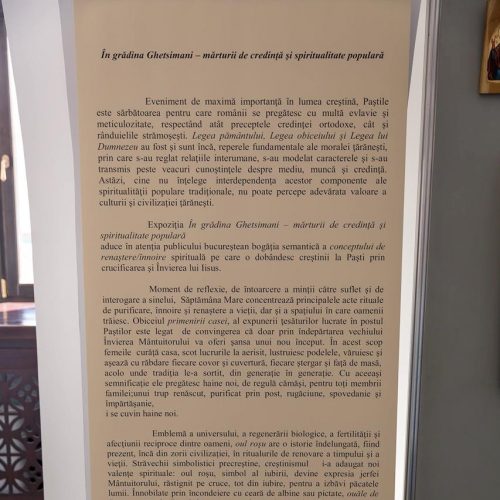 În grădina Ghetsimani – mărturii de credință și spiritualitate populară
Eveniment de maximă importanță în lumea creștină, Paștile
este sărbătoarea pentru care românii se pregătesc cu multă evlavie și
meticulozitate, respectând atât preceptele credinței ortodoxe, cât și
rânduielile strămoșești. Legea pământului, Legea obiceiului și Legea lui
Dumnezeu au fost și sunt încă, reperele fundamentale ale moralei țărănești,
prin care s-au reglat relațiile interumane, s-au modelat caracterele și s-au
transmis peste veacuri cunoștințele despre mediu, muncă și credință.
Astăzi, cine nu înțelege interdependența acestor componente ale
spiritualității populare tradiționale, nu poate percepe adevărata valoare a
culturii și civilizației țărănești.
Expoziția În grădina Ghetsimani – mărturii de credință și
spiritualitate populară
aduce în atenția publicului bucureștean bogăția semantică a conceptului de
renaștere/înnoire spirituală pe care o dobândesc creștinii la Paști prin
crucificarea și Învierea lui Iisus.
Moment de reflexie, de întoarcere a minții către suflet și de
interogare a sinelui, Săptămâna Mare concentrează principalele acte rituale
de purificare, înnoire și renaștere a vieții, dar și a spațiului în care oamenii
trăiesc. Obiceiul primenirii casei, al expunerii țesăturilor lucrate în postul
Paștilor este legat de convingerea că doar prin îndepărtarea vechiului
Învierea Mântuitorului va oferi șansa unui nou început. În acest scop
femeile curăță casa, scot lucrurile la aerisit, lustruiesc podelele, văruiesc și
așează cu răbdare fiecare covor și cuvertură, fiecare ștergar și față de masă,
acolo unde tradiția le-a sortit, din generație în generație. Cu aceeași
semnificație ele pregătesc haine noi, de regulă cămăși, pentru toți membrii
familei;unui trup renăscut, purificat prin post, rugăciune, spovedanie și
împărtășanie,
i se cuvin haine noi.
Emblemă a universului, a regenerării biologice, a fertilității și
afecțiunii reciproce dintre oameni, oul roșu are o istorie îndelungată, fiind
prezent, încă din zorii civilizației, în ritualurile de renovare a timpului și a
vieții. Străvechi simbolistici precreștine, creștinismul i-a adaugat noi
valențe spirituale: oul roșu, simbol al divinului, devine expresia jerfei
Mântuitorului, răstignit pe cruce, tot din iubire, pentru a izbăvi păcatele
lumii. Înnobilate prin încondeiere cu ceară de albine sau pictate, ouăle de